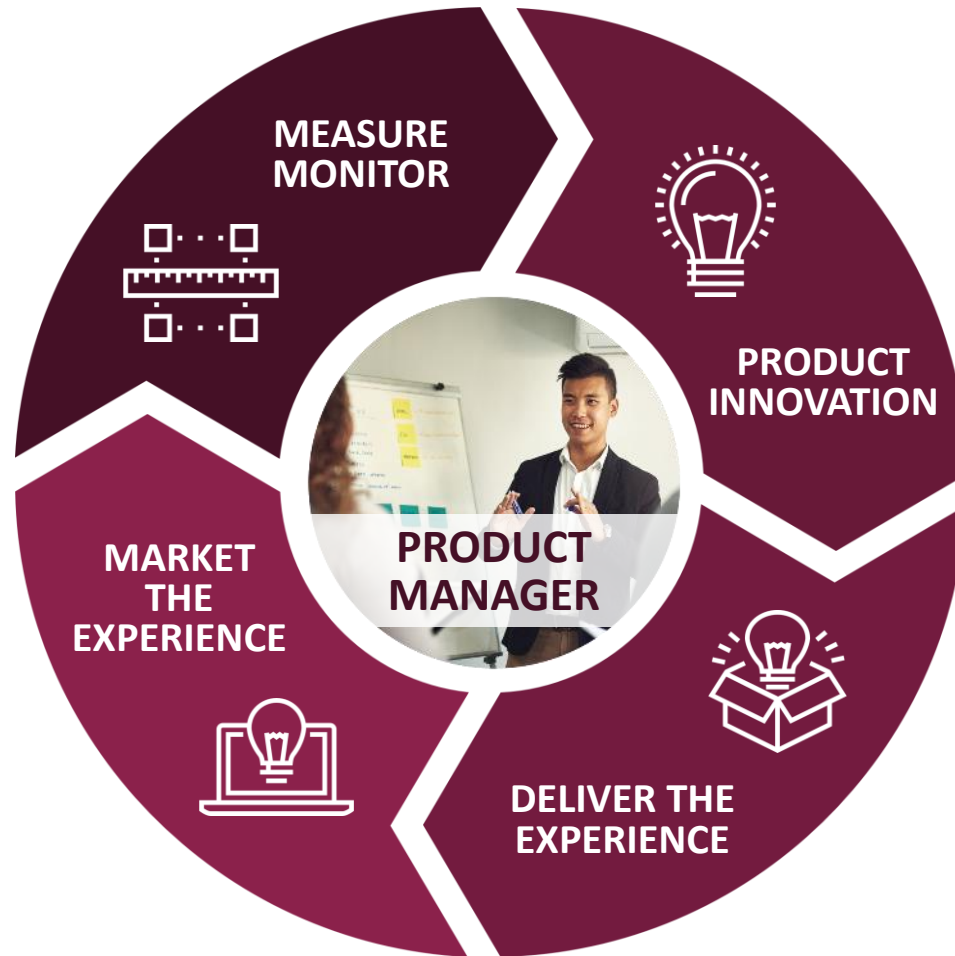 MEASURE
MONITOR
PRODUCT
INNOVATION
MARKET
THE
EXPERIENCE
PRODUCT
MANAGER
DELIVER THE
EXPERIENCE